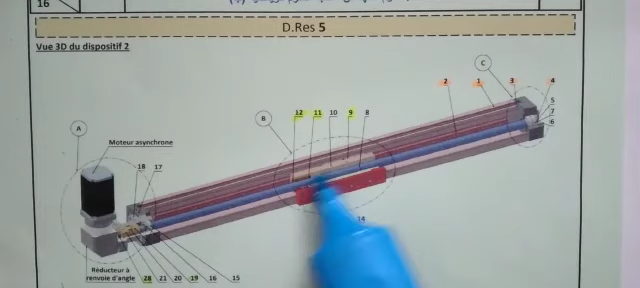 16
D.Res 5
Vue 3D du dispositif 2
C
2 1 3 4
5
7
6
B
12 11 10 9 8
A
Moteur asynchrone
18 17
14
Réducteur à
renvoie d'angle
28 21 20 19 16 15